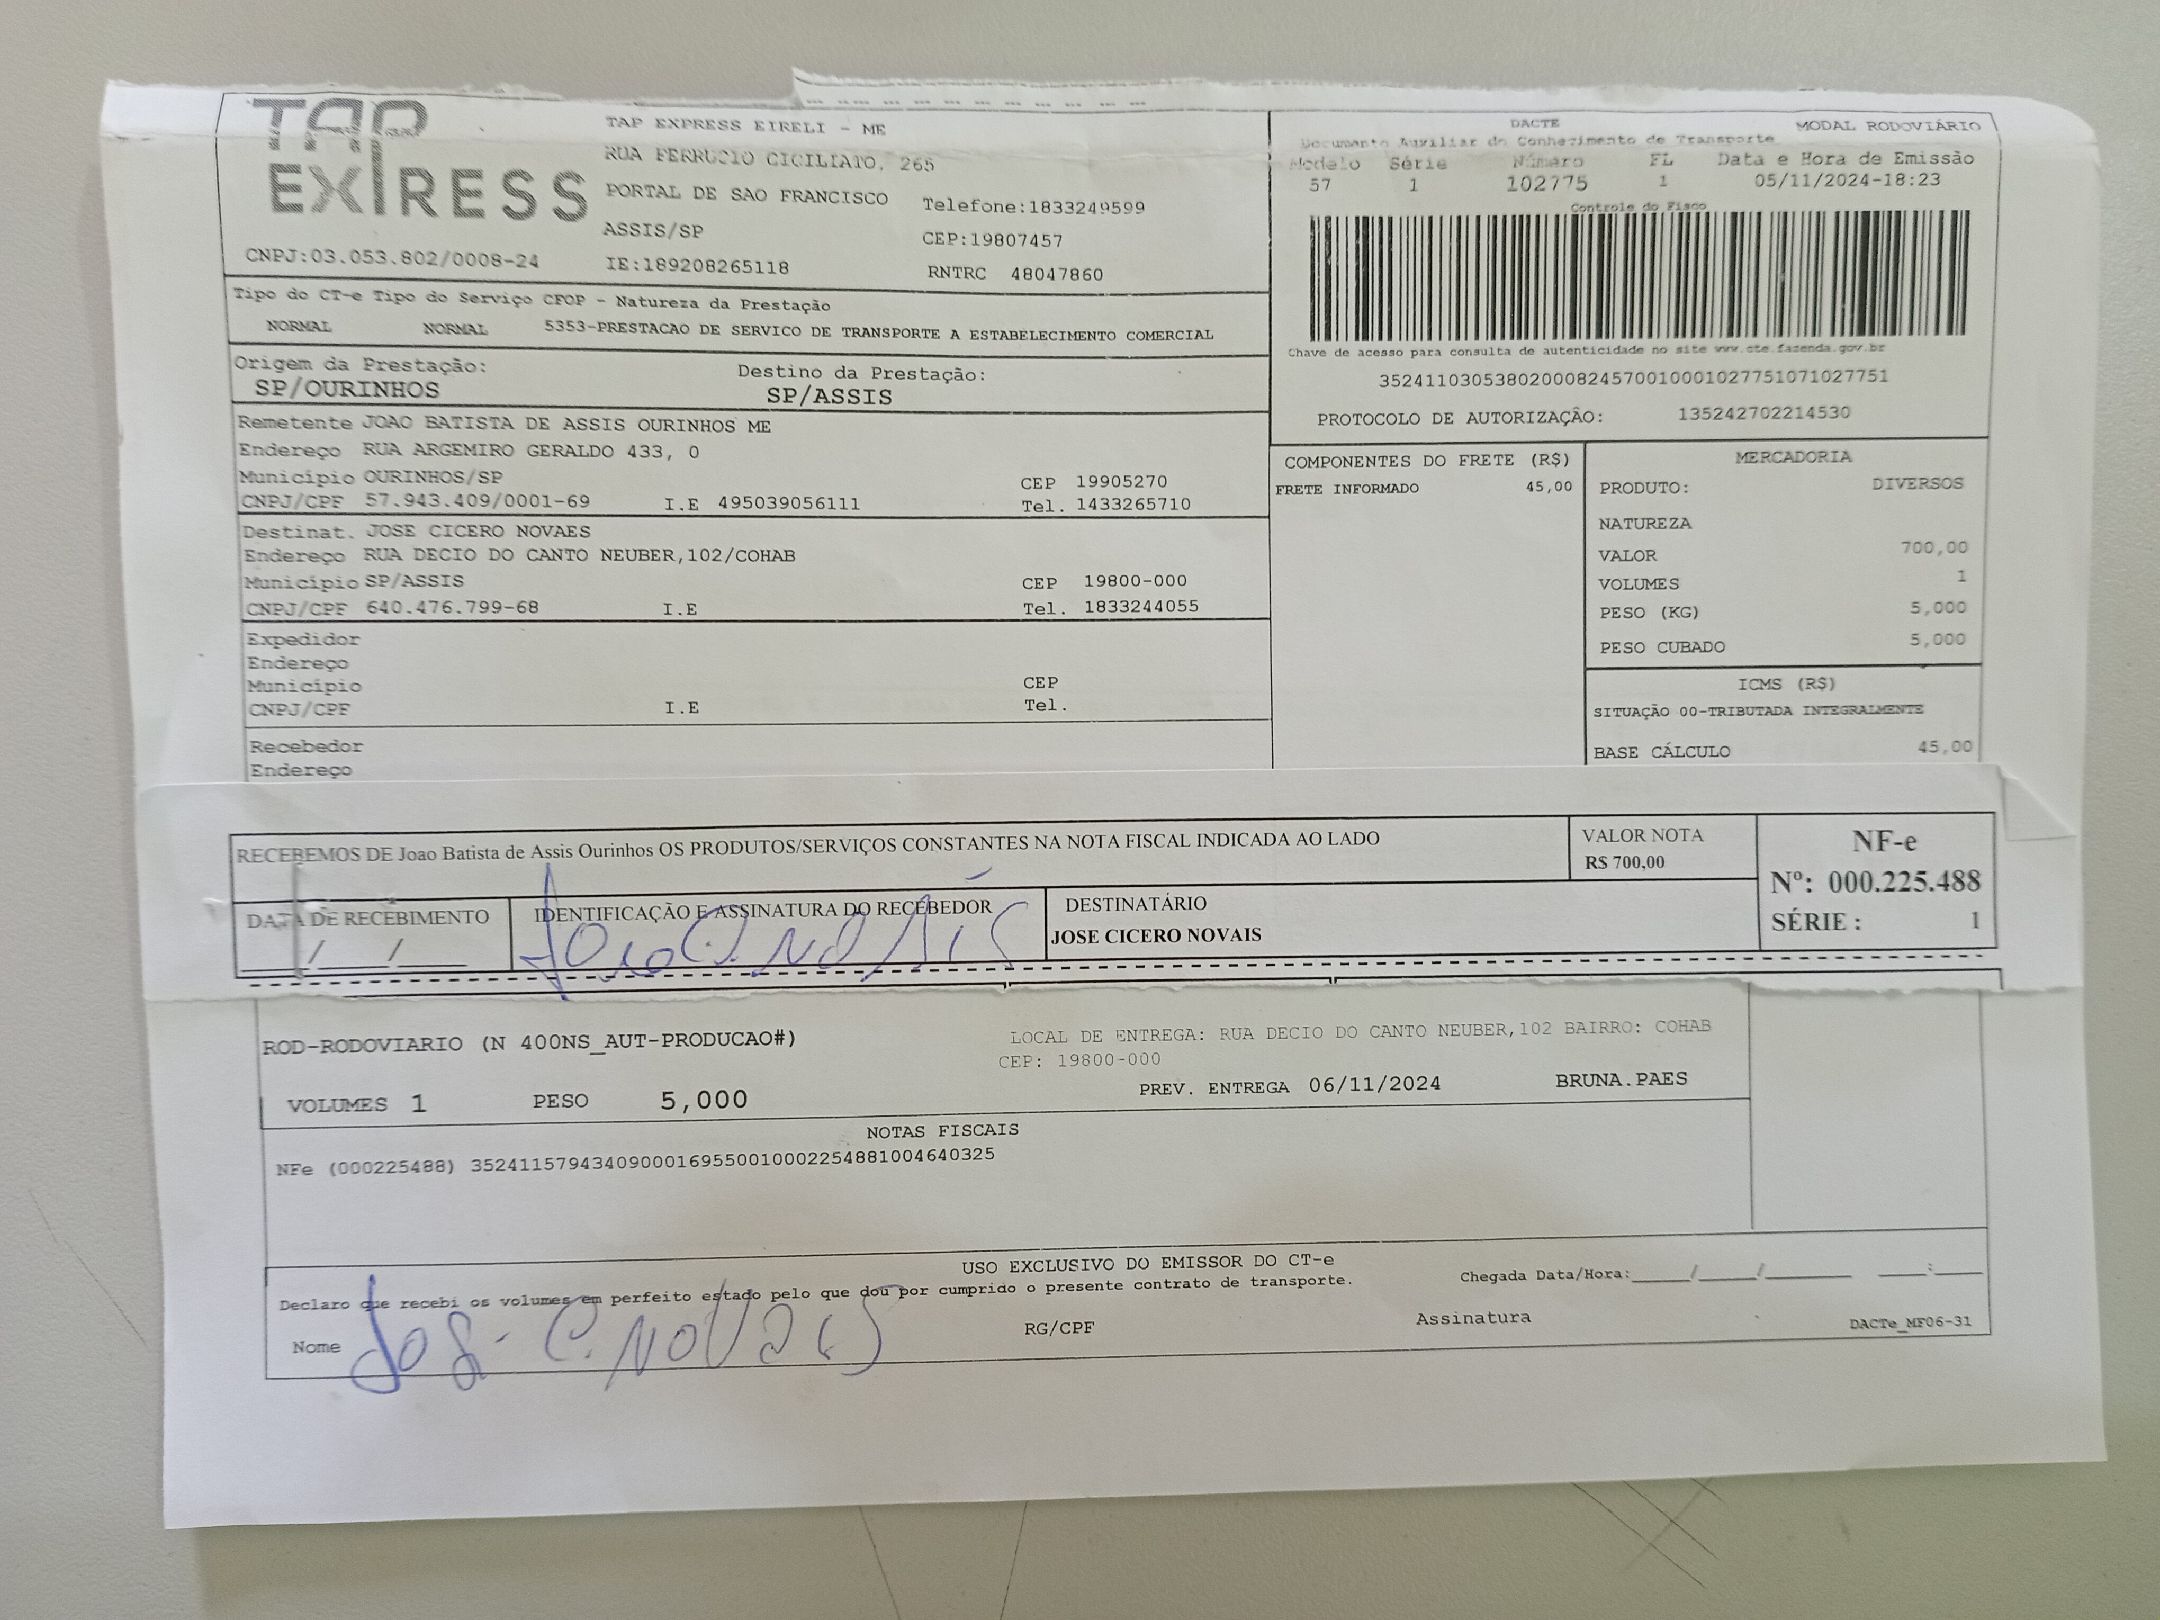 TAP
EXPRESS
TAP EXPRESS EIRELI - ME
RUA FERRUCIO CICILIATO, 265
PORTAL DE SAO FRANCISCO Telefone:1833249599
ASSIS/SP CEP:19807457
CNPJ:03.053.802/0008-24 IE:189208265118 RNTRC 48047860
DACTE MODAL RODOVIÁRIO
Documento Auxiliar do Conhecimento de Transporte
Modelo Série Número FL Data e Hora de Emissão
57 1 102775 1 05/11/2024-18:23
Controle do Fisco
Chave de acesso para consulta de autenticidade no site www.cte.fazenda.gov.br
35241103053802000824570010001027751071027751
PROTOCOLO DE AUTORIZAÇÃO: 135242702214530
Tipo do CT-e Tipo do Serviço CFOP - Natureza da Prestação
NORMAL NORMAL 5353-PRESTACAO DE SERVICO DE TRANSPORTE A ESTABELECIMENTO COMERCIAL
Origem da Prestação: Destino da Prestação:
SP/OURINHOS SP/ASSIS
Remetente JOAO BATISTA DE ASSIS OURINHOS ME
Endereço RUA ARGEMIRO GERALDO 433, 0
Município OURINHOS/SP CEP 19905270
CNPJ/CPF 57.943.409/0001-69 I.E 495039056111 Tel. 1433265710
Destinat. JOSE CICERO NOVAES
Endereço RUA DECIO DO CANTO NEUBER,102/COHAB
Município SP/ASSIS CEP 19800-000
CNPJ/CPF 640.476.799-68 I.E Tel. 1833244055
Expedidor
Endereço
Município CEP
CNPJ/CPF I.E Tel.
Recebedor
Endereço
COMPONENTES DO FRETE (R$)
FRETE INFORMADO 45,00
MERCADORIA
PRODUTO: DIVERSOS
NATUREZA
VALOR 700,00
VOLUMES 1
PESO (KG) 5,000
PESO CUBADO 5,000
ICMS (R$)
SITUAÇÃO 00-TRIBUTADA INTEGRALMENTE
BASE CÁLCULO 45,00
RECEBEMOS DE Joao Batista de Assis Ourinhos OS PRODUTOS/SERVIÇOS CONSTANTES NA NOTA FISCAL INDICADA AO LADO
VALOR NOTA
R$ 700,00
NF-e
Nº: 000.225.488
SÉRIE : 1
DATA DE RECEBIMENTO
___/___/___
IDENTIFICAÇÃO E ASSINATURA DO RECEBEDOR
DESTINATÁRIO
JOSE CICERO NOVAIS
ROD-RODOVIARIO (N 400NS_AUT-PRODUCAO#)
LOCAL DE ENTREGA: RUA DECIO DO CANTO NEUBER,102 BAIRRO: COHAB
CEP: 19800-000
PREV. ENTREGA 06/11/2024 BRUNA.PAES
VOLUMES 1 PESO 5,000
NOTAS FISCAIS
NFe (000225488) 35241157943409000169550010002254881004640325
USO EXCLUSIVO DO EMISSOR DO CT-e
Declaro que recebi os volumes em perfeito estado pelo que dou por cumprido o presente contrato de transporte.
Chegada Data/Hora:____/____/______ ___:____
Nome RG/CPF Assinatura
DACTe_MF06-31